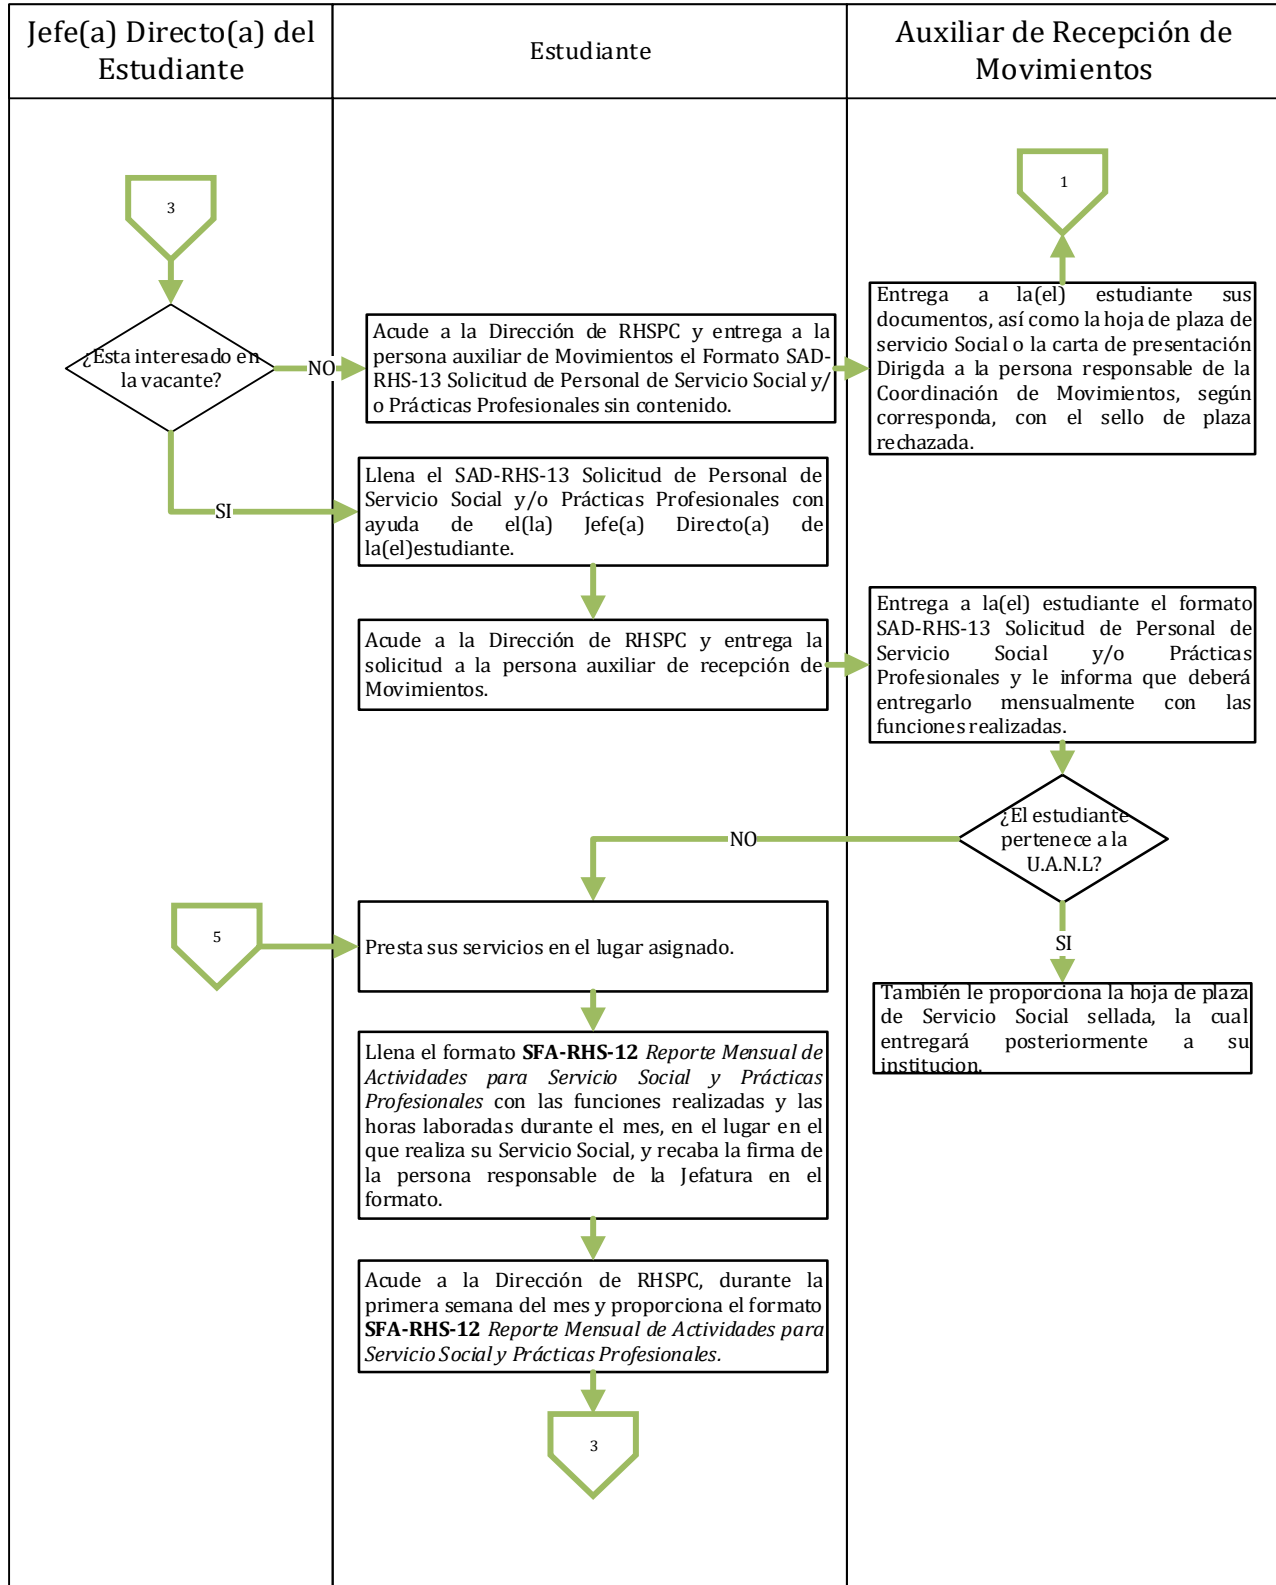 Jefe(a) Directo(a) del
Estudiante
Estudiante
Auxiliar de Recepción de
Movimientos
3
1
¿Esta interesado en
la vacante?
NO
Acude a la Dirección de RHSPC y entrega a la
persona auxiliar de Movimientos el Formato SAD-
RHS-13 Solicitud de Personal de Servicio Social y/
o Prácticas Profesionales sin contenido.
Entrega a la(el) estudiante sus
documentos, así como la hoja de plaza de
servicio Social o la carta de presentación
Dirigda a la persona responsable de la
Coordinación de Movimientos, según
corresponda, con el sello de plaza
rechazada.
SI
Llena el SAD-RHS-13 Solicitud de Personal de
Servicio Social y/o Prácticas Profesionales con
ayuda de el(la) Jefe(a) Directo(a) de
la(el)estudiante.
Acude a la Dirección de RHSPC y entrega la
solicitud a la persona auxiliar de recepción de
Movimientos.
Entrega a la(el) estudiante el formato
SAD-RHS-13 Solicitud de Personal de
Servicio Social y/o Prácticas
Profesionales y le informa que deberá
entregarlo mensualmente con las
funciones realizadas.
¿El estudiante
pertenece a la
U.A.N.L?
NO
SI
5
Presta sus servicios en el lugar asignado.
También le proporciona la hoja de plaza
de Servicio Social sellada, la cual
entregará posteriormente a su
institucion.
Llena el formato SFA-RHS-12 Reporte Mensual de
Actividades para Servicio Social y Prácticas
Profesionales con las funciones realizadas y las
horas laboradas durante el mes, en el lugar en el
que realiza su Servicio Social, y recaba la firma de
la persona responsable de la Jefatura en el
formato.
Acude a la Dirección de RHSPC, durante la
primera semana del mes y proporciona el formato
SFA-RHS-12 Reporte Mensual de Actividades para
Servicio Social y Prácticas Profesionales.
3